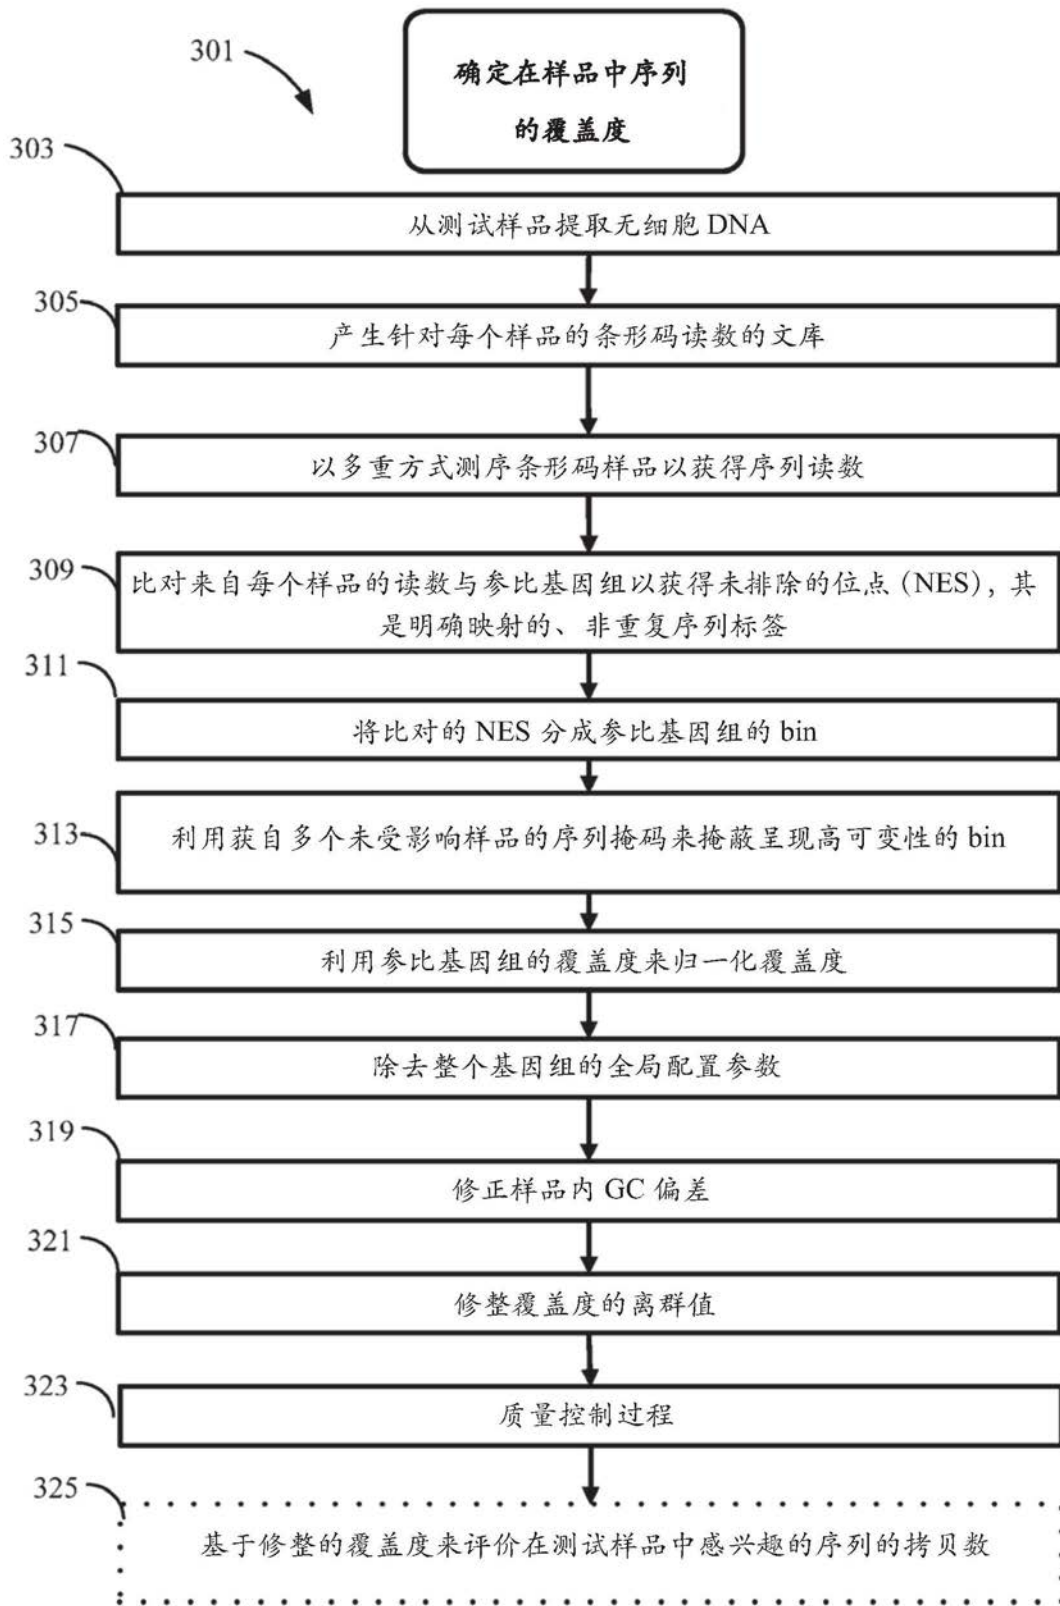 301
确定在样品中序列
的覆盖度
303
从测试样品提取无细胞 DNA
305
产生针对每个样品的条形码读数的文库
307
以多重方式测序条形码样品以获得序列读数
309
比对来自每个样品的读数与参比基因组以获得未排除的位点 (NES), 其
是明确映射的、非重复序列标签
311
将比对的 NES 分成参比基因组的 bin
313
利用获自多个未受影响样品的序列掩码来掩蔽呈现高可变性的 bin
315
利用参比基因组的覆盖度来归一化覆盖度
317
除去整个基因组的全局配置参数
319
修正样品内 GC 偏差
321
修整覆盖度的离群值
323
质量控制过程
325
基于修整的覆盖度来评价在测试样品中感兴趣的序列的拷贝数